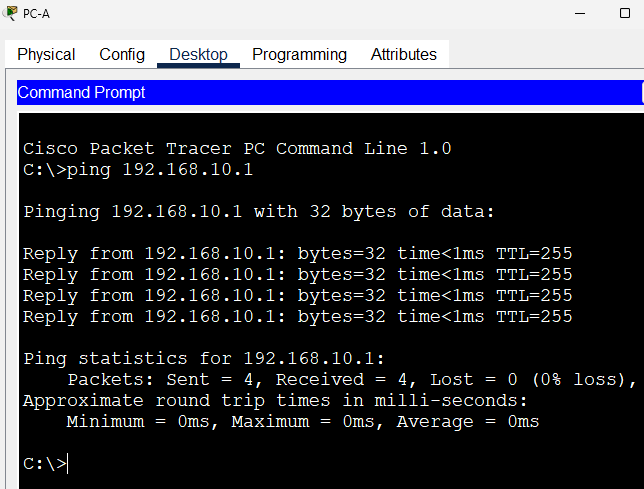 PC-A
Physical Config Desktop Programming Attributes
Command Prompt
Cisco Packet Tracer PC Command Line 1.0
C:\>ping 192.168.10.1
Pinging 192.168.10.1 with 32 bytes of data:
Reply from 192.168.10.1: bytes=32 time<1ms TTL=255
Reply from 192.168.10.1: bytes=32 time<1ms TTL=255
Reply from 192.168.10.1: bytes=32 time<1ms TTL=255
Reply from 192.168.10.1: bytes=32 time<1ms TTL=255
Ping statistics for 192.168.10.1:
Packets: Sent = 4, Received = 4, Lost = 0 (0% loss),
Approximate round trip times in milli-seconds:
Minimum = 0ms, Maximum = 0ms, Average = 0ms
C:\>